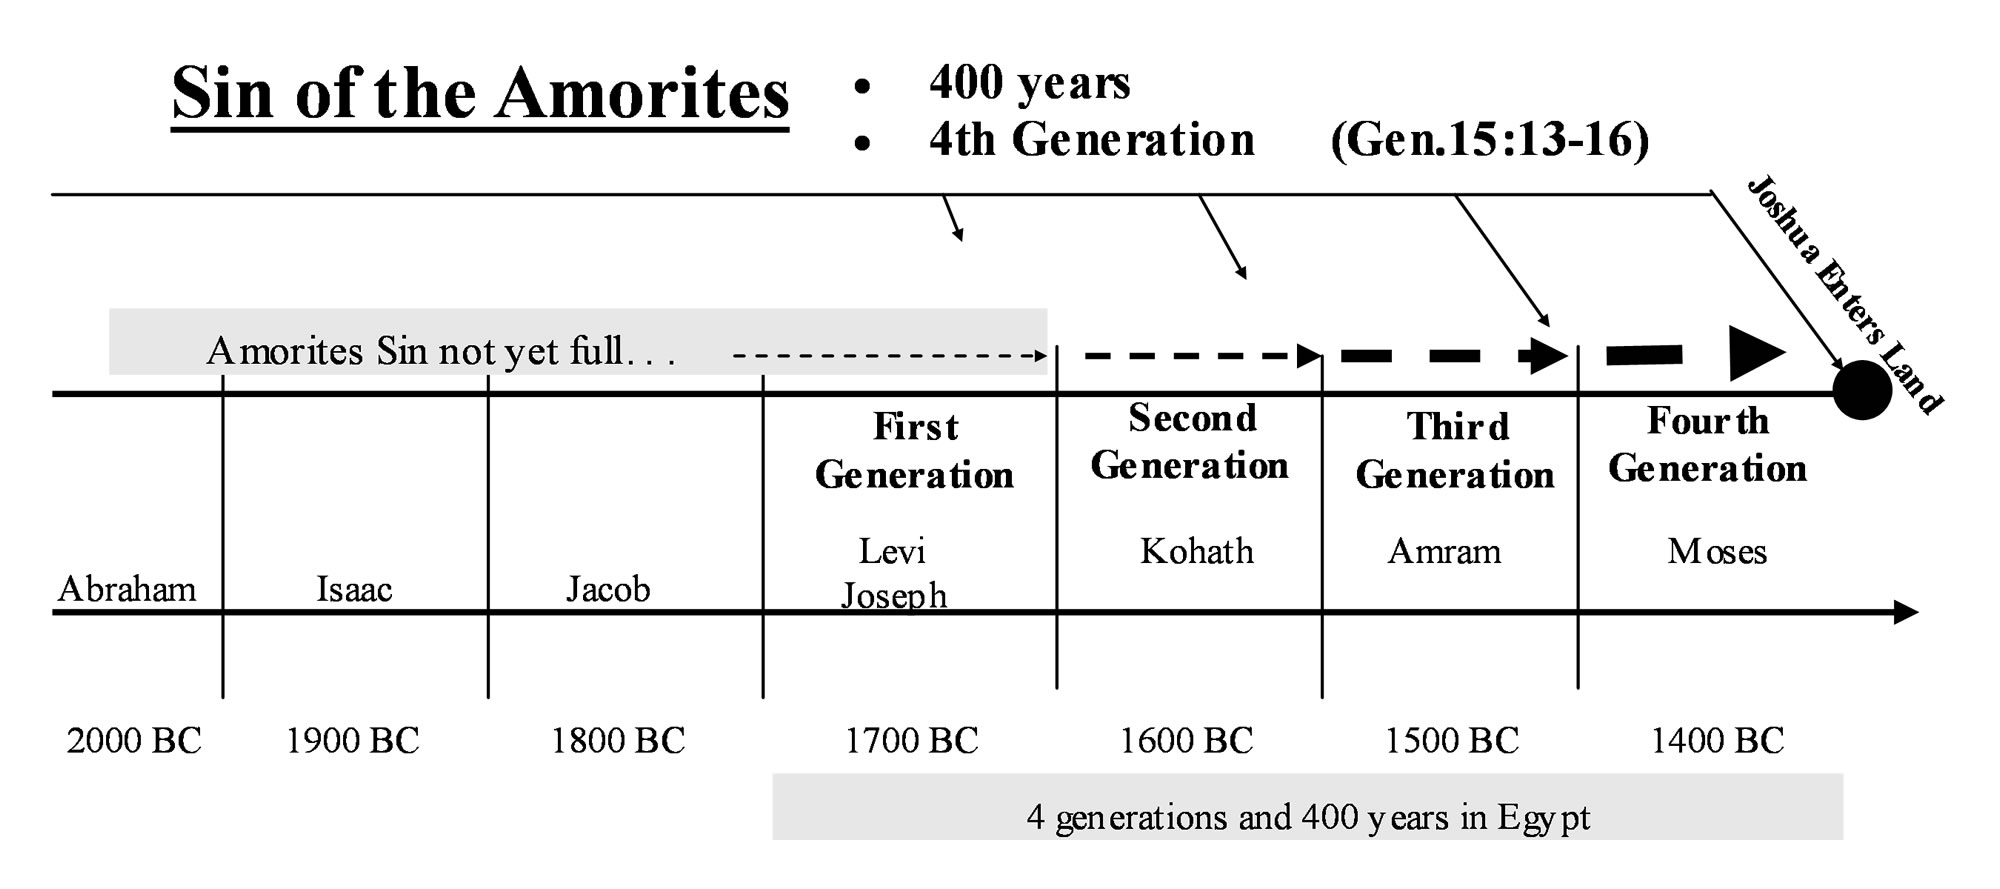 Sin of the Amorites
• 400 years
• 4th Generation (Gen.15:13-16)
Joshua Enters Land
Amorites Sin not yet full. . .
First
Generation
Second
Generation
Third
Generation
Fourth
Generation
Levi
Joseph
Kohath
Amram
Moses
Abraham
Isaac
Jacob
2000 BC
1900 BC
1800 BC
1700 BC
1600 BC
1500 BC
1400 BC
4 generations and 400 years in Egypt